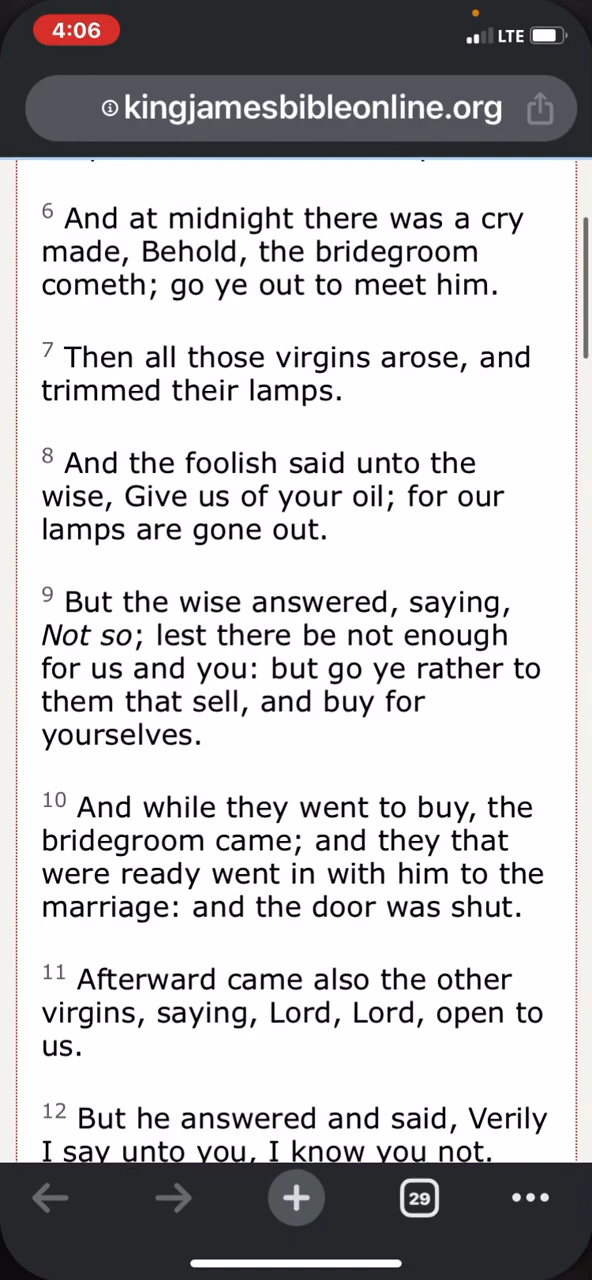 4:06
LTE
kingjamesbibleonline.org
6 And at midnight there was a cry
made, Behold, the bridegroom
cometh; go ye out to meet him.
7 Then all those virgins arose, and
trimmed their lamps.
8 And the foolish said unto the
wise, Give us of your oil; for our
lamps are gone out.
9 But the wise answered, saying,
Not so; lest there be not enough
for us and you: but go ye rather to
them that sell, and buy for
yourselves.
10 And while they went to buy, the
bridegroom came; and they that
were ready went in with him to the
marriage: and the door was shut.
11 Afterward came also the other
virgins, saying, Lord, Lord, open to
us.
12 But he answered and said, Verily
I say unto you, I know you not.
29